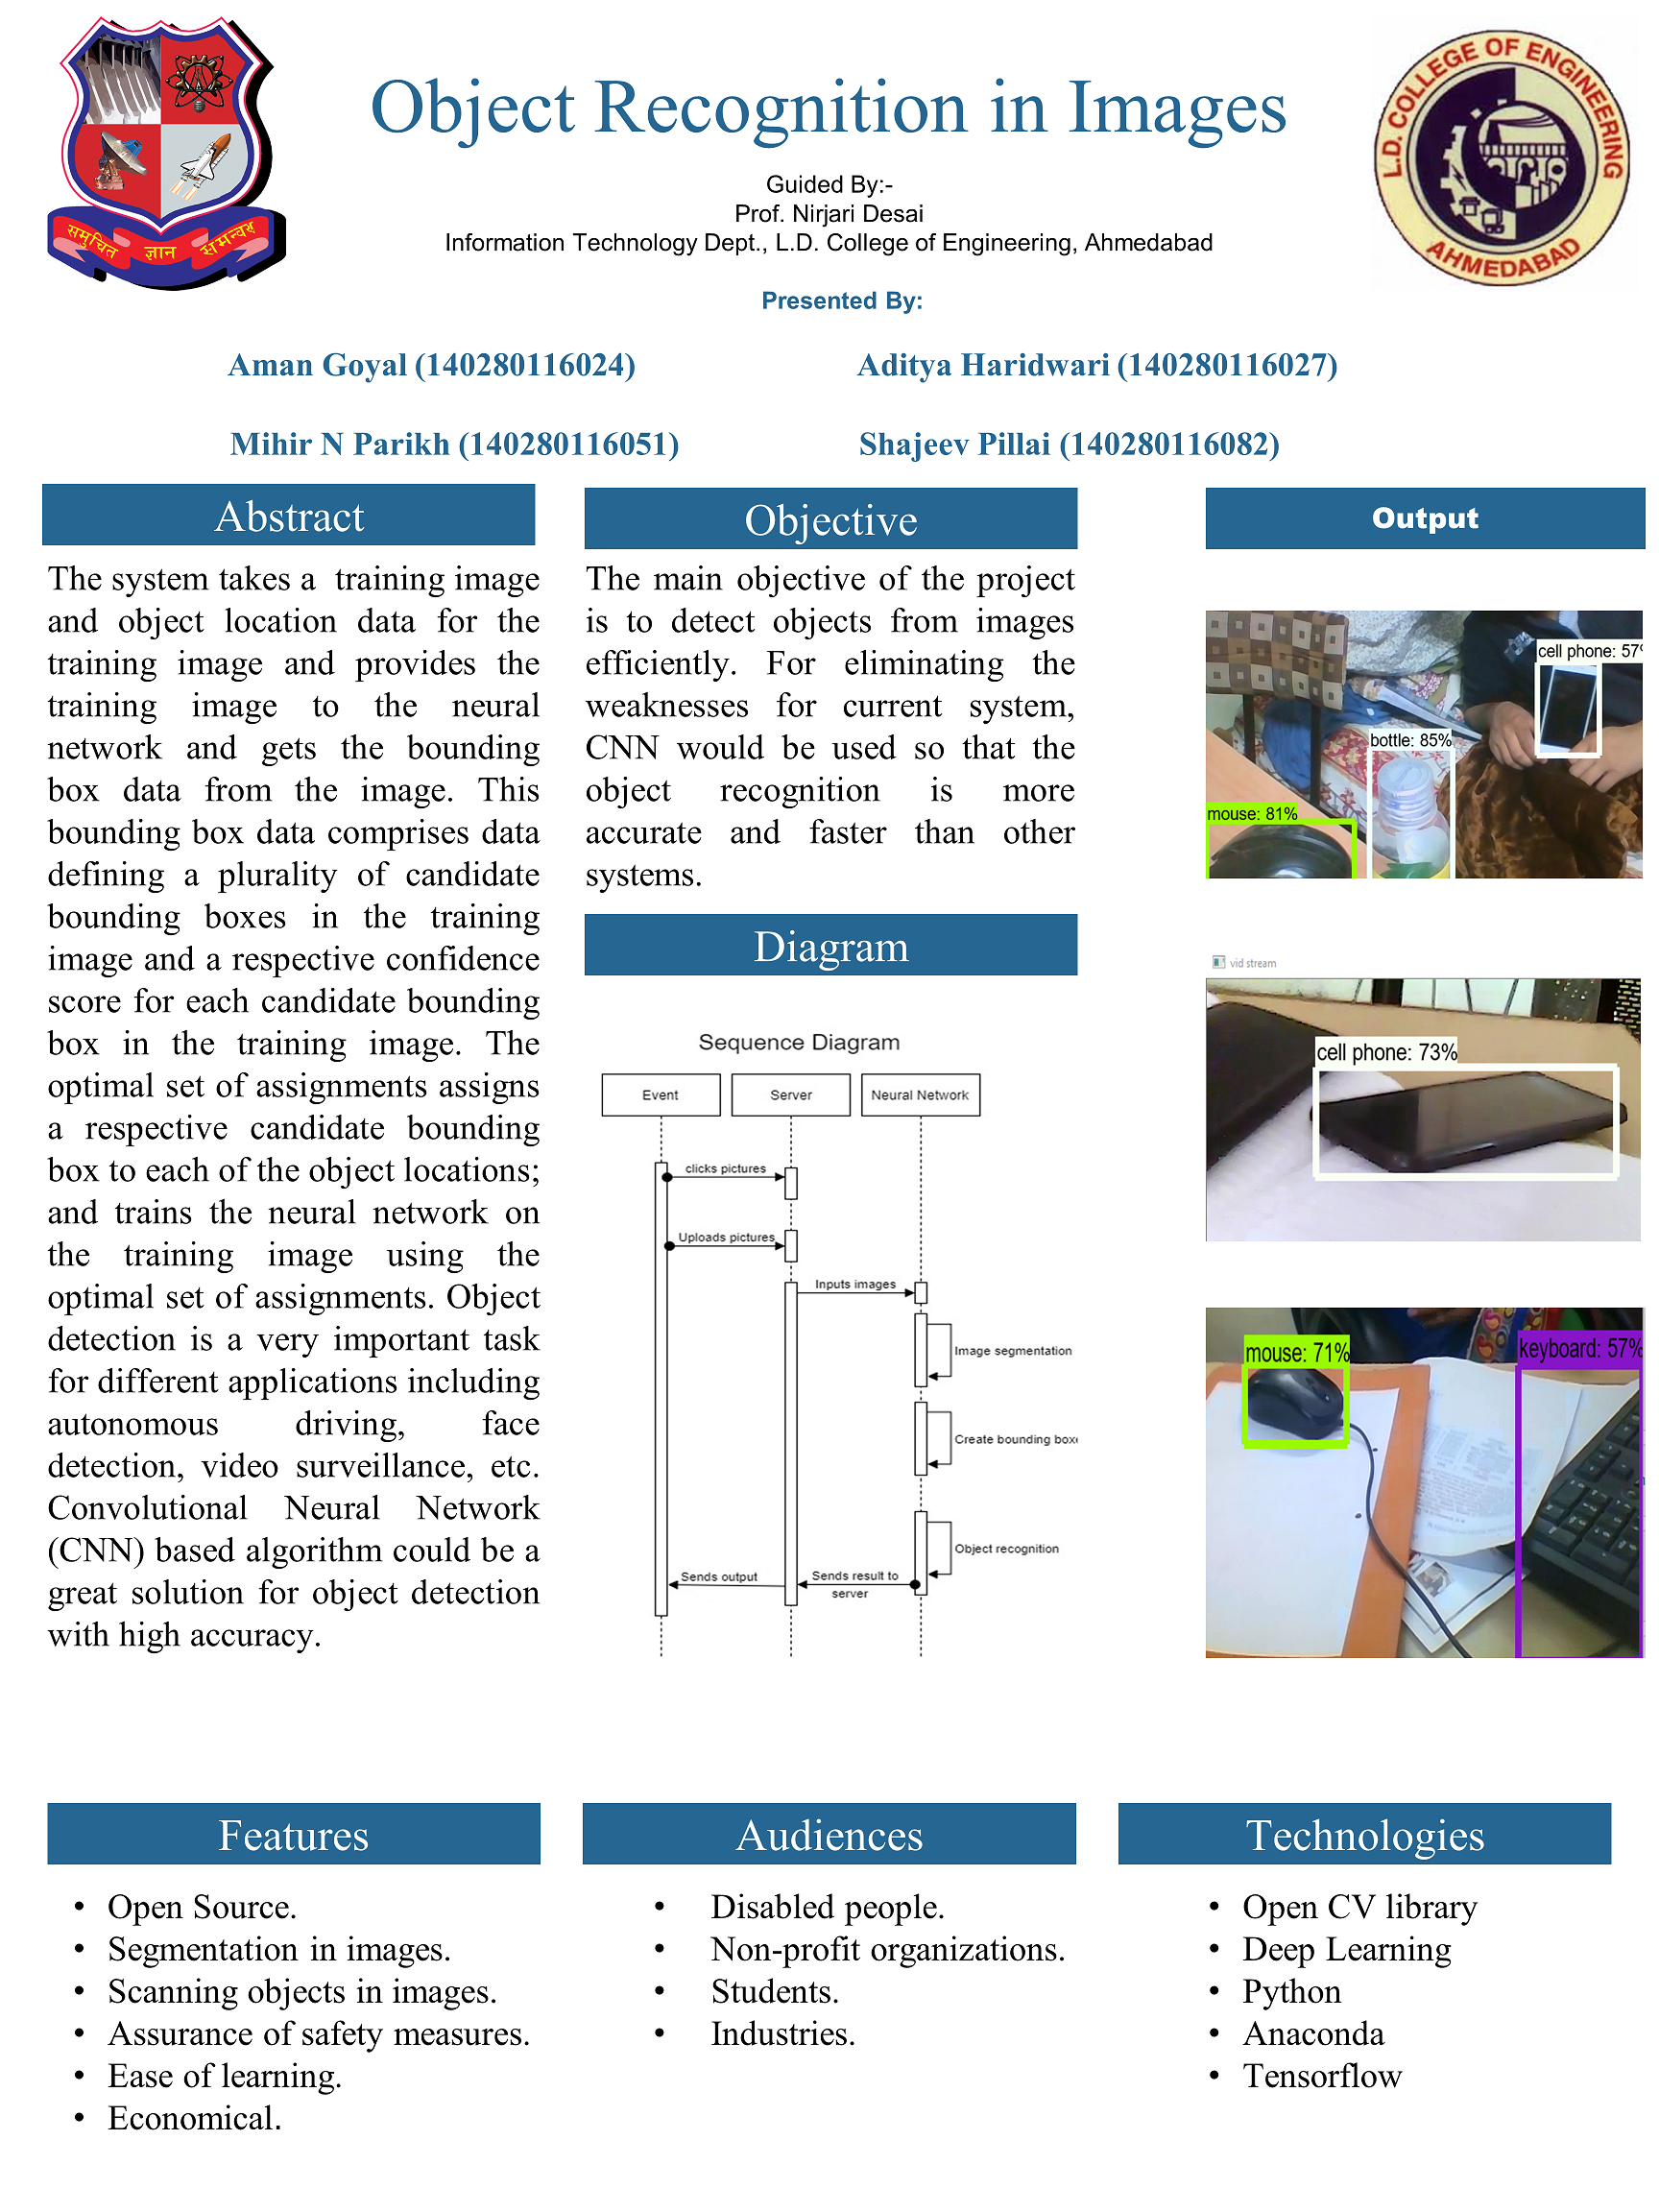 समुचित ज्ञान समन्वय
Object Recognition in Images
L.D. COLLEGE OF ENGINEERING
AHMEDABAD
Guided By:-
Prof. Nirjari Desai
Information Technology Dept., L.D. College of Engineering, Ahmedabad
Presented By:
Aman Goyal (140280116024)
Aditya Haridwari (140280116027)
Mihir N Parikh (140280116051)
Shajeev Pillai (140280116082)
Abstract
The system takes a training image
and object location data for the
training image and provides the
training image to the neural
network and gets the bounding
box data from the image. This
bounding box data comprises data
defining a plurality of candidate
bounding boxes in the training
image and a respective confidence
score for each candidate bounding
box in the training image. The
optimal set of assignments assigns
a respective candidate bounding
box to each of the object locations;
and trains the neural network on
the training image using the
optimal set of assignments. Object
detection is a very important task
for different applications including
autonomous driving, face
detection, video surveillance, etc.
Convolutional Neural Network
(CNN) based algorithm could be a
great solution for object detection
with high accuracy.
Objective
The main objective of the project
is to detect objects from images
efficiently. For eliminating the
weaknesses for current system,
CNN would be used so that the
object recognition is more
accurate and faster than other
systems.
Diagram
Sequence Diagram
Event
Server
Neural Network
clicks pictures
Uploads pictures
Inputs images
Image segmentation
Create bounding box
Object recognition
Sends output
Sends result to
server
Output
cell phone: 57
bottle: 85%
mouse: 81%
vid stream
cell phone: 73%
mouse: 71%
keyboard: 57%
Features
• Open Source.
• Segmentation in images.
• Scanning objects in images.
• Assurance of safety measures.
• Ease of learning.
• Economical.
Audiences
• Disabled people.
• Non-profit organizations.
• Students.
• Industries.
Technologies
• Open CV library
• Deep Learning
• Python
• Anaconda
• Tensorflow